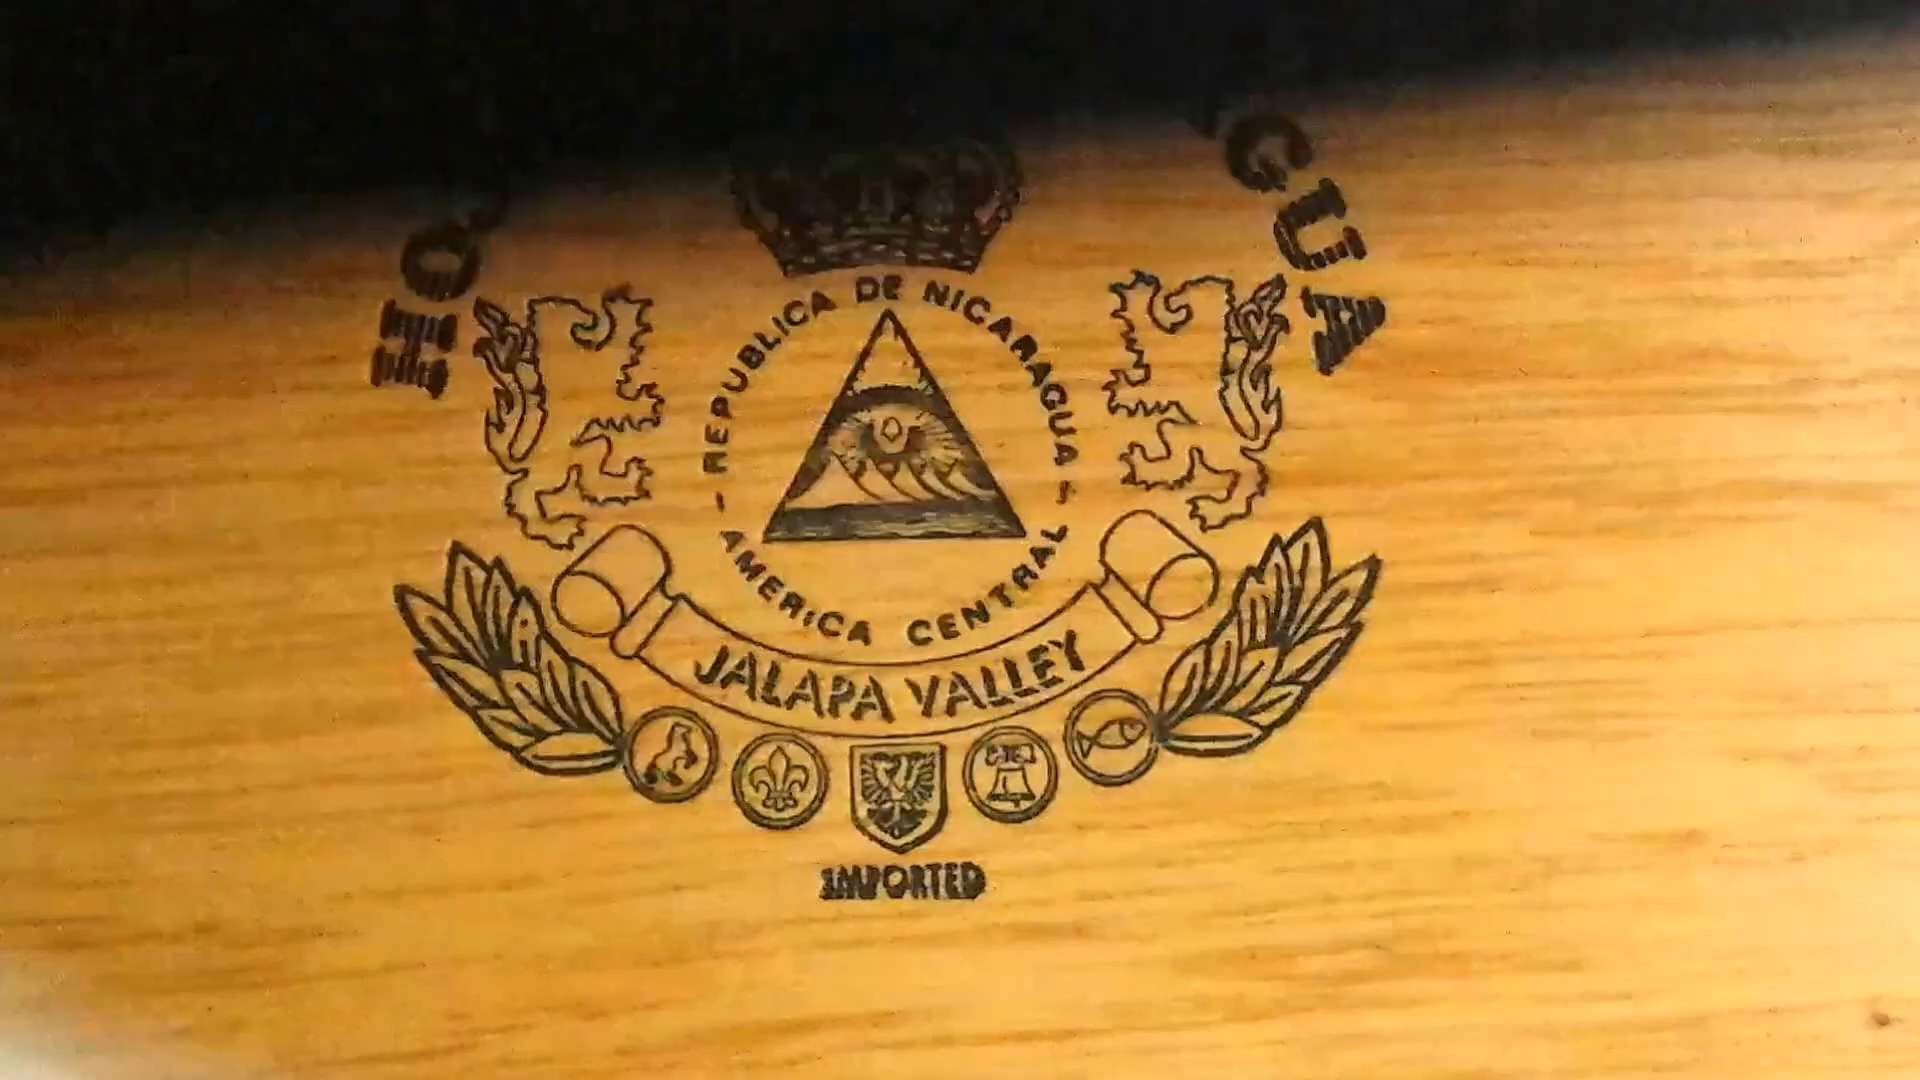 REPUBLICA DE NICARAGUA
AMERICA CENTRAL
JALAPA VALLEY
IMPORTED